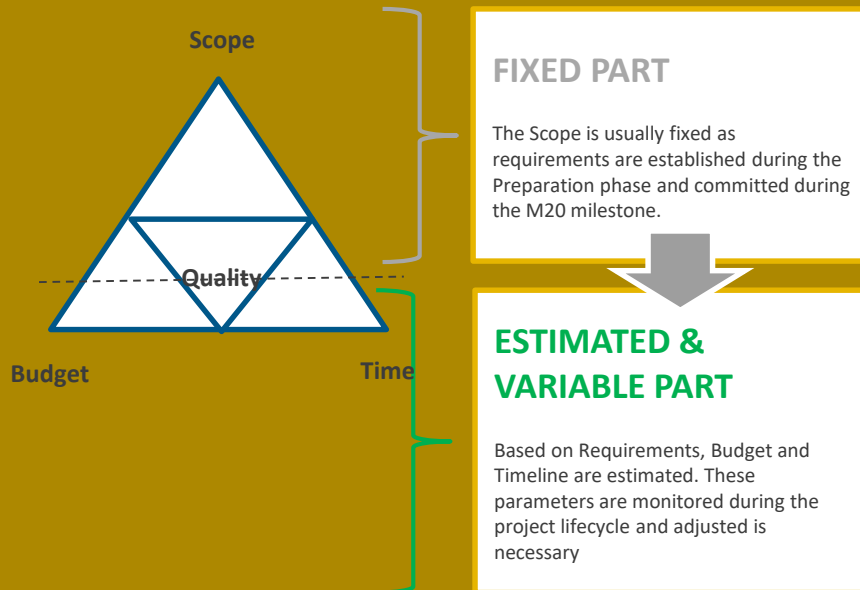 Scope
Quality
Budget
Time
FIXED PART
The Scope is usually fixed as
requirements are established during the
Preparation phase and committed during
the M20 milestone.
ESTIMATED &
VARIABLE PART
Based on Requirements, Budget and
Timeline are estimated. These
parameters are monitored during the
project lifecycle and adjusted is
necessary